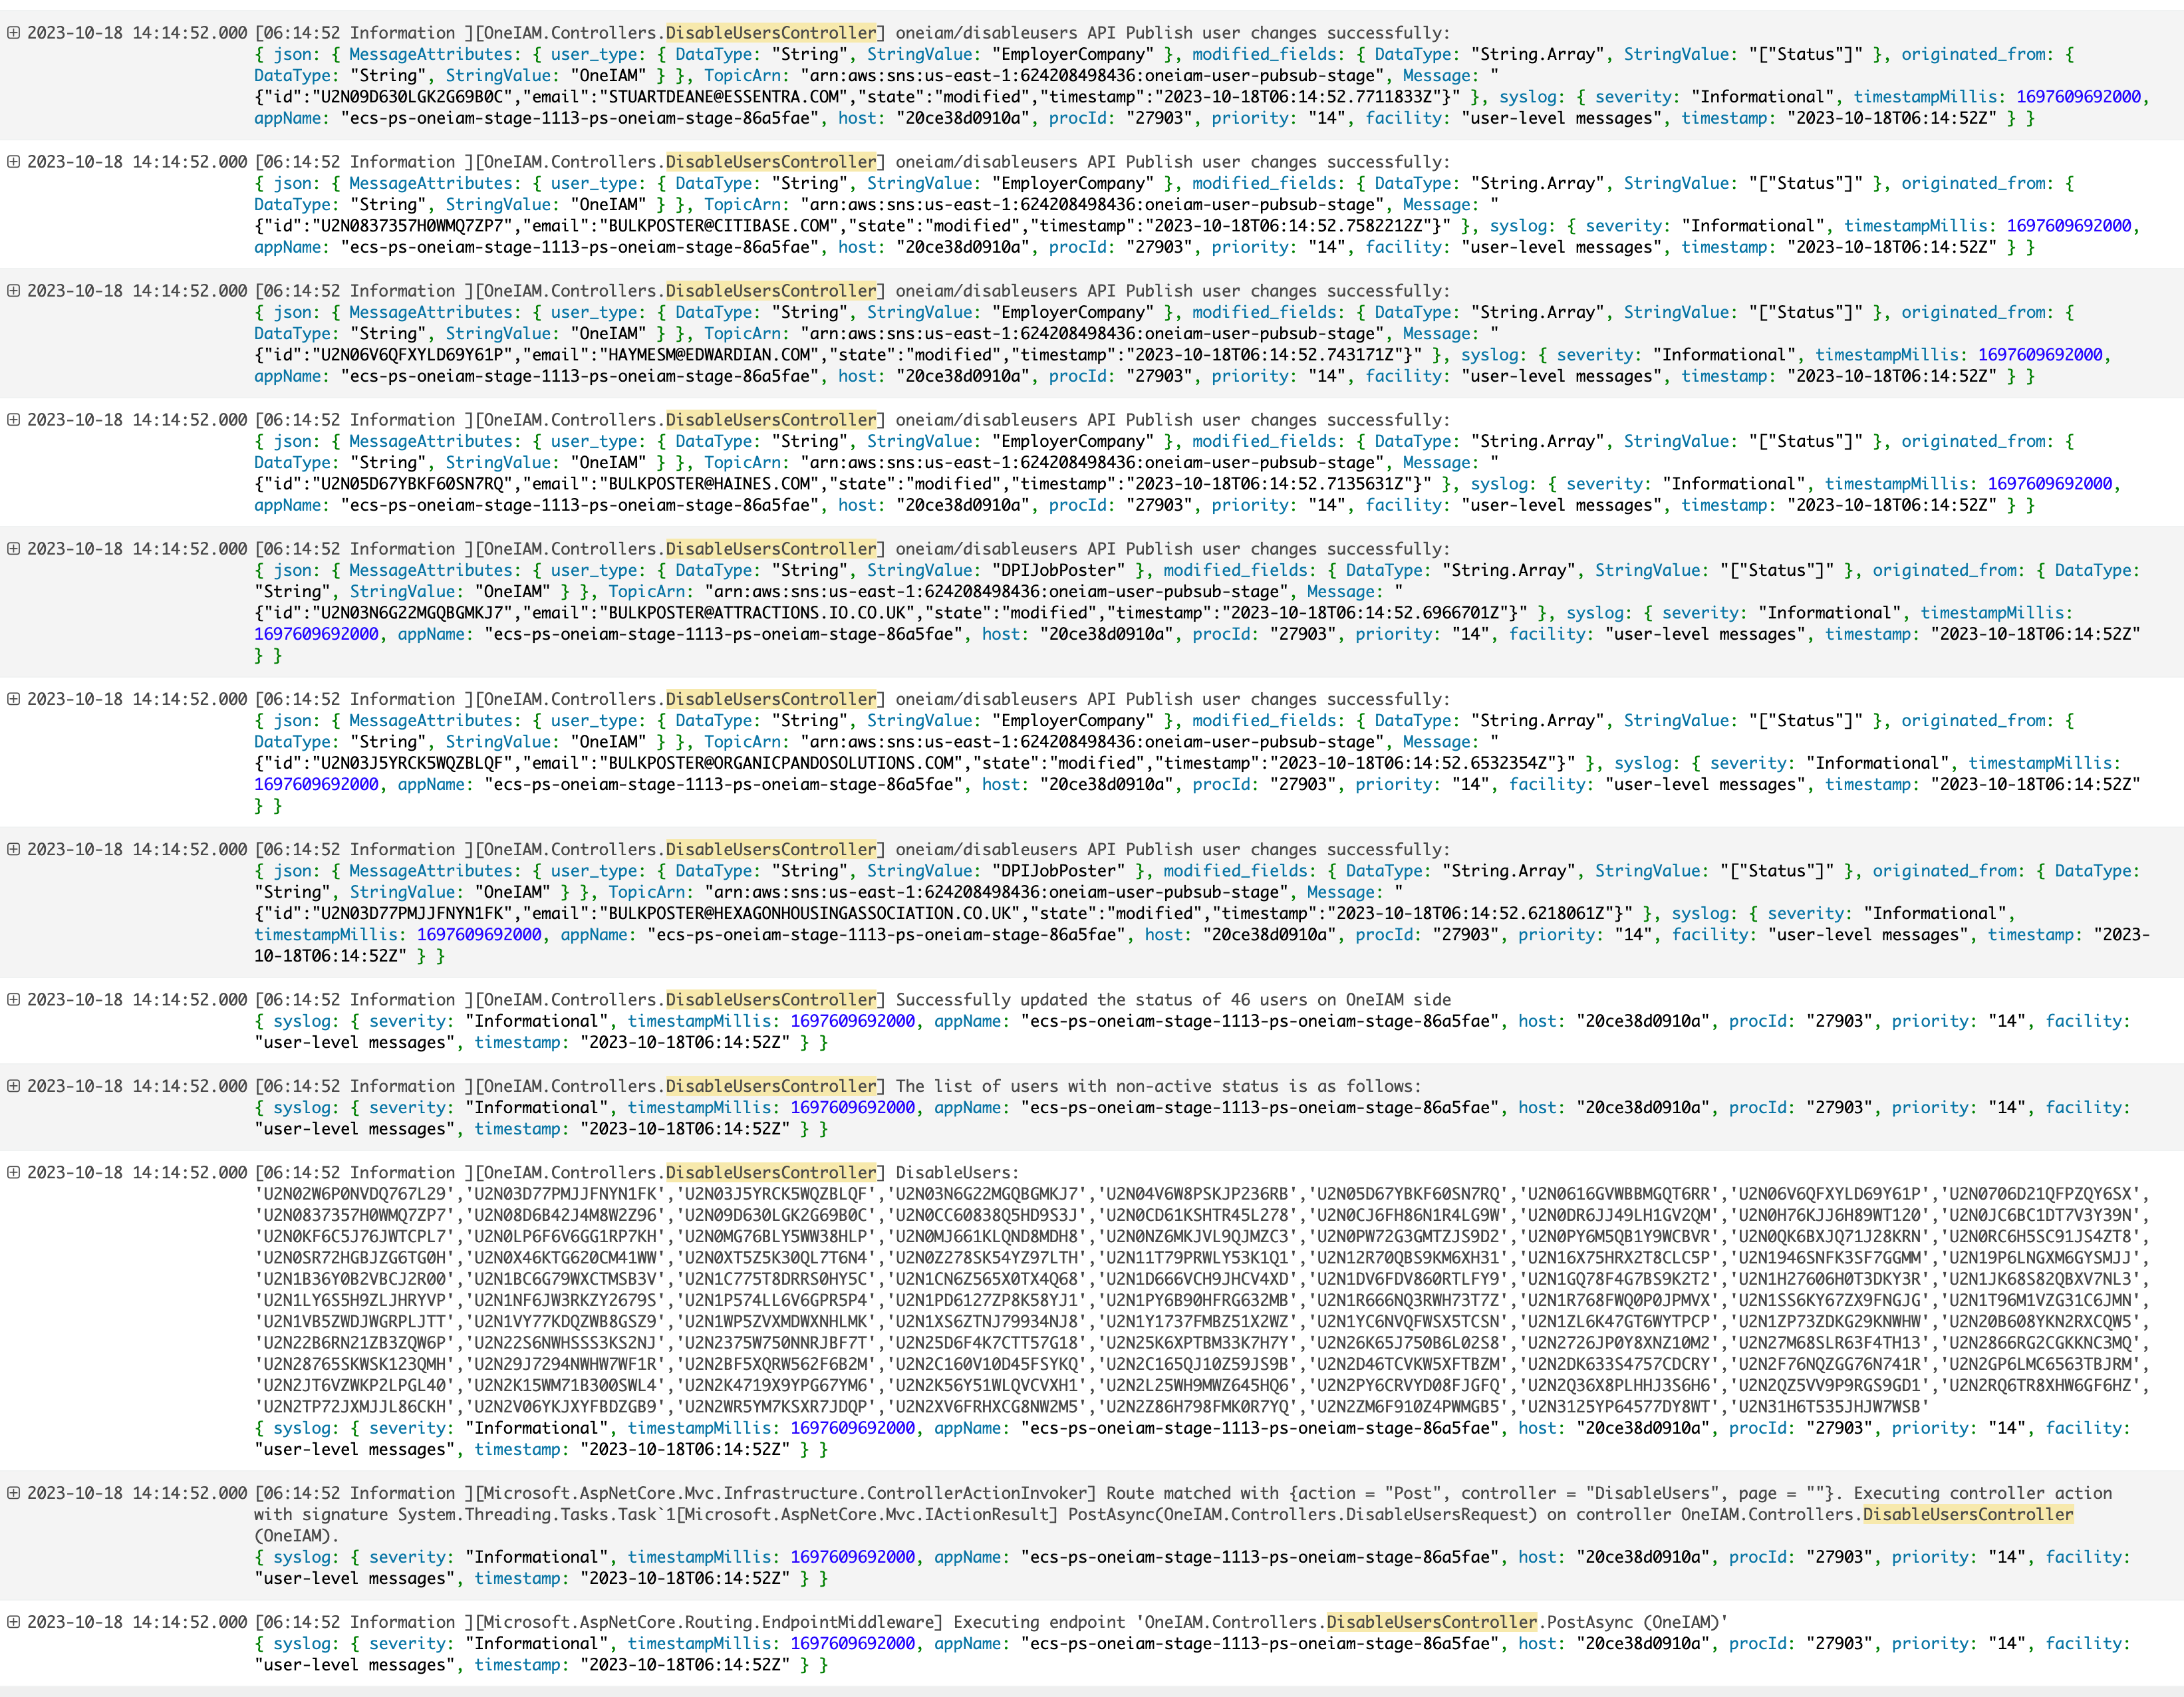 2023-10-18 14:14:52.000 [06:14:52 Information ][OneIAM.Controllers.DisableUsersController] oneiam/disableusers API Publish user changes successfully:
{ json: { MessageAttributes: { user_type: { DataType: "String", StringValue: "EmployerCompany" }, modified_fields: { DataType: "String.Array", StringValue: "["Status"]" }, originated_from: {
DataType: "String", StringValue: "OneIAM" } }, TopicArn: "arn:aws:sns:us-east-1:624208498436:oneiam-user-pubsub-stage", Message: "
{"id":"U2N09D630LGK2G69B0C","email":"STUARTDEANE@ESSENTRA.COM","state":"modified","timestamp":"2023-10-18T06:14:52.7711833Z"}" }, syslog: { severity: "Informational", timestampMillis: 1697609692000,
appName: "ecs-ps-oneiam-stage-1113-ps-oneiam-stage-86a5fae", host: "20ce38d0910a", procId: "27903", priority: "14", facility: "user-level messages", timestamp: "2023-10-18T06:14:52Z" } }
2023-10-18 14:14:52.000 [06:14:52 Information ][OneIAM.Controllers.DisableUsersController] oneiam/disableusers API Publish user changes successfully:
{ json: { MessageAttributes: { user_type: { DataType: "String", StringValue: "EmployerCompany" }, modified_fields: { DataType: "String.Array", StringValue: "["Status"]" }, originated_from: {
DataType: "String", StringValue: "OneIAM" } }, TopicArn: "arn:aws:sns:us-east-1:624208498436:oneiam-user-pubsub-stage", Message: "
{"id":"U2N0837357H0WMQ7ZP7","email":"BULKPOSTER@CITIBASE.COM","state":"modified","timestamp":"2023-10-18T06:14:52.7582212Z"}" }, syslog: { severity: "Informational", timestampMillis: 1697609692000,
appName: "ecs-ps-oneiam-stage-1113-ps-oneiam-stage-86a5fae", host: "20ce38d0910a", procId: "27903", priority: "14", facility: "user-level messages", timestamp: "2023-10-18T06:14:52Z" } }
2023-10-18 14:14:52.000 [06:14:52 Information ][OneIAM.Controllers.DisableUsersController] oneiam/disableusers API Publish user changes successfully:
{ json: { MessageAttributes: { user_type: { DataType: "String", StringValue: "EmployerCompany" }, modified_fields: { DataType: "String.Array", StringValue: "["Status"]" }, originated_from: {
DataType: "String", StringValue: "OneIAM" } }, TopicArn: "arn:aws:sns:us-east-1:624208498436:oneiam-user-pubsub-stage", Message: "
{"id":"U2N06V6QFXYLD69Y61P","email":"HAYMESM@EDWARDIAN.COM","state":"modified","timestamp":"2023-10-18T06:14:52.743171Z"}" }, syslog: { severity: "Informational", timestampMillis: 1697609692000,
appName: "ecs-ps-oneiam-stage-1113-ps-oneiam-stage-86a5fae", host: "20ce38d0910a", procId: "27903", priority: "14", facility: "user-level messages", timestamp: "2023-10-18T06:14:52Z" } }
2023-10-18 14:14:52.000 [06:14:52 Information ][OneIAM.Controllers.DisableUsersController] oneiam/disableusers API Publish user changes successfully:
{ json: { MessageAttributes: { user_type: { DataType: "String", StringValue: "EmployerCompany" }, modified_fields: { DataType: "String.Array", StringValue: "["Status"]" }, originated_from: {
DataType: "String", StringValue: "OneIAM" } }, TopicArn: "arn:aws:sns:us-east-1:624208498436:oneiam-user-pubsub-stage", Message: "
{"id":"U2N05D67YBKF60SN7RQ","email":"BULKPOSTER@HAINES.COM","state":"modified","timestamp":"2023-10-18T06:14:52.7135631Z"}" }, syslog: { severity: "Informational", timestampMillis: 1697609692000,
appName: "ecs-ps-oneiam-stage-1113-ps-oneiam-stage-86a5fae", host: "20ce38d0910a", procId: "27903", priority: "14", facility: "user-level messages", timestamp: "2023-10-18T06:14:52Z" } }
2023-10-18 14:14:52.000 [06:14:52 Information ][OneIAM.Controllers.DisableUsersController] oneiam/disableusers API Publish user changes successfully:
{ json: { MessageAttributes: { user_type: { DataType: "String", StringValue: "DPIJobPoster" }, modified_fields: { DataType: "String.Array", StringValue: "["Status"]" }, originated_from: { DataType:
"String", StringValue: "OneIAM" } }, TopicArn: "arn:aws:sns:us-east-1:624208498436:oneiam-user-pubsub-stage", Message: "
{"id":"U2N03N6G22MGQBGMKJ7","email":"BULKPOSTER@ATTRACTIONS.IO.CO.UK","state":"modified","timestamp":"2023-10-18T06:14:52.6966701Z"}" }, syslog: { severity: "Informational", timestampMillis:
1697609692000, appName: "ecs-ps-oneiam-stage-1113-ps-oneiam-stage-86a5fae", host: "20ce38d0910a", procId: "27903", priority: "14", facility: "user-level messages", timestamp: "2023-10-18T06:14:52Z"
} }
2023-10-18 14:14:52.000 [06:14:52 Information ][OneIAM.Controllers.DisableUsersController] oneiam/disableusers API Publish user changes successfully:
{ json: { MessageAttributes: { user_type: { DataType: "String", StringValue: "EmployerCompany" }, modified_fields: { DataType: "String.Array", StringValue: "["Status"]" }, originated_from: {
DataType: "String", StringValue: "OneIAM" } }, TopicArn: "arn:aws:sns:us-east-1:624208498436:oneiam-user-pubsub-stage", Message: "
{"id":"U2N03J5YRCK5WQZBLQF","email":"BULKPOSTER@ORGANICPANDOSOLUTIONS.COM","state":"modified","timestamp":"2023-10-18T06:14:52.6532354Z"}" }, syslog: { severity: "Informational", timestampMillis:
1697609692000, appName: "ecs-ps-oneiam-stage-1113-ps-oneiam-stage-86a5fae", host: "20ce38d0910a", procId: "27903", priority: "14", facility: "user-level messages", timestamp: "2023-10-18T06:14:52Z"
} }
2023-10-18 14:14:52.000 [06:14:52 Information ][OneIAM.Controllers.DisableUsersController] oneiam/disableusers API Publish user changes successfully:
{ json: { MessageAttributes: { user_type: { DataType: "String", StringValue: "DPIJobPoster" }, modified_fields: { DataType: "String.Array", StringValue: "["Status"]" }, originated_from: { DataType:
"String", StringValue: "OneIAM" } }, TopicArn: "arn:aws:sns:us-east-1:624208498436:oneiam-user-pubsub-stage", Message: "
{"id":"U2N03D77PMJJFNYN1FK","email":"BULKPOSTER@HEXAGONHOUSINGASSOCIATION.CO.UK","state":"modified","timestamp":"2023-10-18T06:14:52.6218061Z"}" }, syslog: { severity: "Informational",
timestampMillis: 1697609692000, appName: "ecs-ps-oneiam-stage-1113-ps-oneiam-stage-86a5fae", host: "20ce38d0910a", procId: "27903", priority: "14", facility: "user-level messages", timestamp: "2023-
10-18T06:14:52Z" } }
2023-10-18 14:14:52.000 [06:14:52 Information ][OneIAM.Controllers.DisableUsersController] Successfully updated the status of 46 users on OneIAM side
{ syslog: { severity: "Informational", timestampMillis: 1697609692000, appName: "ecs-ps-oneiam-stage-1113-ps-oneiam-stage-86a5fae", host: "20ce38d0910a", procId: "27903", priority: "14", facility:
"user-level messages", timestamp: "2023-10-18T06:14:52Z" } }
2023-10-18 14:14:52.000 [06:14:52 Information ][OneIAM.Controllers.DisableUsersController] The list of users with non-active status is as follows:
{ syslog: { severity: "Informational", timestampMillis: 1697609692000, appName: "ecs-ps-oneiam-stage-1113-ps-oneiam-stage-86a5fae", host: "20ce38d0910a", procId: "27903", priority: "14", facility:
"user-level messages", timestamp: "2023-10-18T06:14:52Z" } }
2023-10-18 14:14:52.000 [06:14:52 Information ][OneIAM.Controllers.DisableUsersController] DisableUsers:
'U2N02W6P0NVDQ767L29','U2N03D77PMJJFNYN1FK','U2N03J5YRCK5WQZBLQF','U2N03N6G22MGQBGMKJ7','U2N04V6W8PSKJP236RB','U2N05D67YBKF60SN7RQ','U2N0616GVWBBMGQT6RR','U2N06V6QFXYLD69Y61P','U2N0706D21QFPZQY6SX',
'U2N0837357H0WMQ7ZP7','U2N08D6B42J4M8W2Z96','U2N09D630LGK2G69B0C','U2N0CC60838Q5HD9S3J','U2N0CD61KSHTR45L278','U2N0CJ6FH86N1R4LG9W','U2N0DR6JJ49LH1GV2QM','U2N0H76KJJ6H89WT120','U2N0JC6BC1DT7V3Y39N',
'U2N0KF6C5J76JWTCPL7','U2N0LP6F6V6GG1RP7KH','U2N0MG76BLY5WW38HLP','U2N0MJ661KLQND8MDH8','U2N0NZ6MKJVL9QJMZC3','U2N0PW72G3GMTZJS9D2','U2N0PY6M5QB1Y9WCBVR','U2N0QK6BXJQ71J28KRN','U2N0RC6H5SC91JS4ZT8',
'U2N0SR72HGBJZG6TG0H','U2N0X46KTG620CM41WW','U2N0XT5Z5K30QL7T6N4','U2N0Z278SK54YZ97LTH','U2N11T79PRWLY53K1Q1','U2N12R70QBS9KM6XH31','U2N16X75HRX2T8CLC5P','U2N1946SNFK3SF7GGMM','U2N19P6LNGXM6GYSMJJ',
'U2N1B36Y0B2VBCJ2R00','U2N1BC6G79WXCTMSB3V','U2N1C775T8DRRS0HY5C','U2N1CN6Z565X0TX4Q68','U2N1D666VCH9JHCV4XD','U2N1DV6FDV860RTLFY9','U2N1GQ78F4G7BS9K2T2','U2N1H27606H0T3DKY3R','U2N1JK68S82QBXV7NL3',
'U2N1LY6S5H9ZLJHRYVP','U2N1NF6JW3RKZY2679S','U2N1P574LL6V6GPR5P4','U2N1PD6127ZP8K58YJ1','U2N1PY6B90HFRG632MB','U2N1R666NQ3RWH73T7Z','U2N1R768FWQ0P0JPMVX','U2N1SS6KY67ZX9FNGJG','U2N1T96M1VZG31C6JMN',
'U2N1VB5ZWDJWGRPLJTT','U2N1VY77KDQZWB8GSZ9','U2N1WP5ZVXMDWXNHLMK','U2N1XS6ZTNJ79934NJ8','U2N1Y1737FMBZ51X2WZ','U2N1YC6NVQFWSX5TCSN','U2N1ZL6K47GT6WYTPCP','U2N1ZP73ZDKG29KNWHW','U2N20B608YKN2RXCQW5',
'U2N22B6RN21ZB3ZQW6P','U2N22S6NWHSSS3KS2NJ','U2N2375W750NNRJBF7T','U2N25D6F4K7CTT57G18','U2N25K6XPTBM33K7H7Y','U2N26K65J750B6L02S8','U2N2726JP0Y8XNZ10M2','U2N27M68SLR63F4TH13','U2N2866RG2CGKKNC3MQ',
'U2N28765SKWSK123QMH','U2N29J7294NWHW7WF1R','U2N2BF5XQRW562F6B2M','U2N2C160V10D45FSYKQ','U2N2C165QJ10Z59JS9B','U2N2D46TCVKW5XFTBZM','U2N2DK633S4757CDCRY','U2N2F76NQZGG76N741R','U2N2GP6LMC6563TBJRM',
'U2N2JT6VZWKP2LPGL40','U2N2K15WM71B300SWL4','U2N2K4719X9YPG67YM6','U2N2K56Y51WLQVCVXH1','U2N2L25WH9MWZ645HQ6','U2N2PY6CRVYD08FJGFQ','U2N2Q36X8PLHHJ3S6H6','U2N2QZ5VV9P9RGS9GD1','U2N2RQ6TR8XHW6GF6HZ',
'U2N2TP72JXMJJL86CKH','U2N2V06YKJXYFBDZGB9','U2N2WR5YM7KSXR7JDQP','U2N2XV6FRHXCG8NW2M5','U2N2Z86H798FMK0R7YQ','U2N2ZM6F910Z4PWMGB5','U2N3125YP64577DY8WT','U2N31H6T535JHJW7WSB'
{ syslog: { severity: "Informational", timestampMillis: 1697609692000, appName: "ecs-ps-oneiam-stage-1113-ps-oneiam-stage-86a5fae", host: "20ce38d0910a", procId: "27903", priority: "14", facility:
"user-level messages", timestamp: "2023-10-18T06:14:52Z" } }
2023-10-18 14:14:52.000 [06:14:52 Information ][Microsoft.AspNetCore.Mvc.Infrastructure.ControllerActionInvoker] Route matched with {action = "Post", controller = "DisableUsers", page = ""}. Executing controller action
with signature System.Threading.Tasks.Task`1[Microsoft.AspNetCore.Mvc.IActionResult] PostAsync(OneIAM.Controllers.DisableUsersRequest) on controller OneIAM.Controllers.DisableUsersController
(OneIAM).
{ syslog: { severity: "Informational", timestampMillis: 1697609692000, appName: "ecs-ps-oneiam-stage-1113-ps-oneiam-stage-86a5fae", host: "20ce38d0910a", procId: "27903", priority: "14", facility:
"user-level messages", timestamp: "2023-10-18T06:14:52Z" } }
2023-10-18 14:14:52.000 [06:14:52 Information ][Microsoft.AspNetCore.Routing.EndpointMiddleware] Executing endpoint 'OneIAM.Controllers.DisableUsersController.PostAsync (OneIAM)'
{ syslog: { severity: "Informational", timestampMillis: 1697609692000, appName: "ecs-ps-oneiam-stage-1113-ps-oneiam-stage-86a5fae", host: "20ce38d0910a", procId: "27903", priority: "14", facility:
"user-level messages", timestamp: "2023-10-18T06:14:52Z" } }